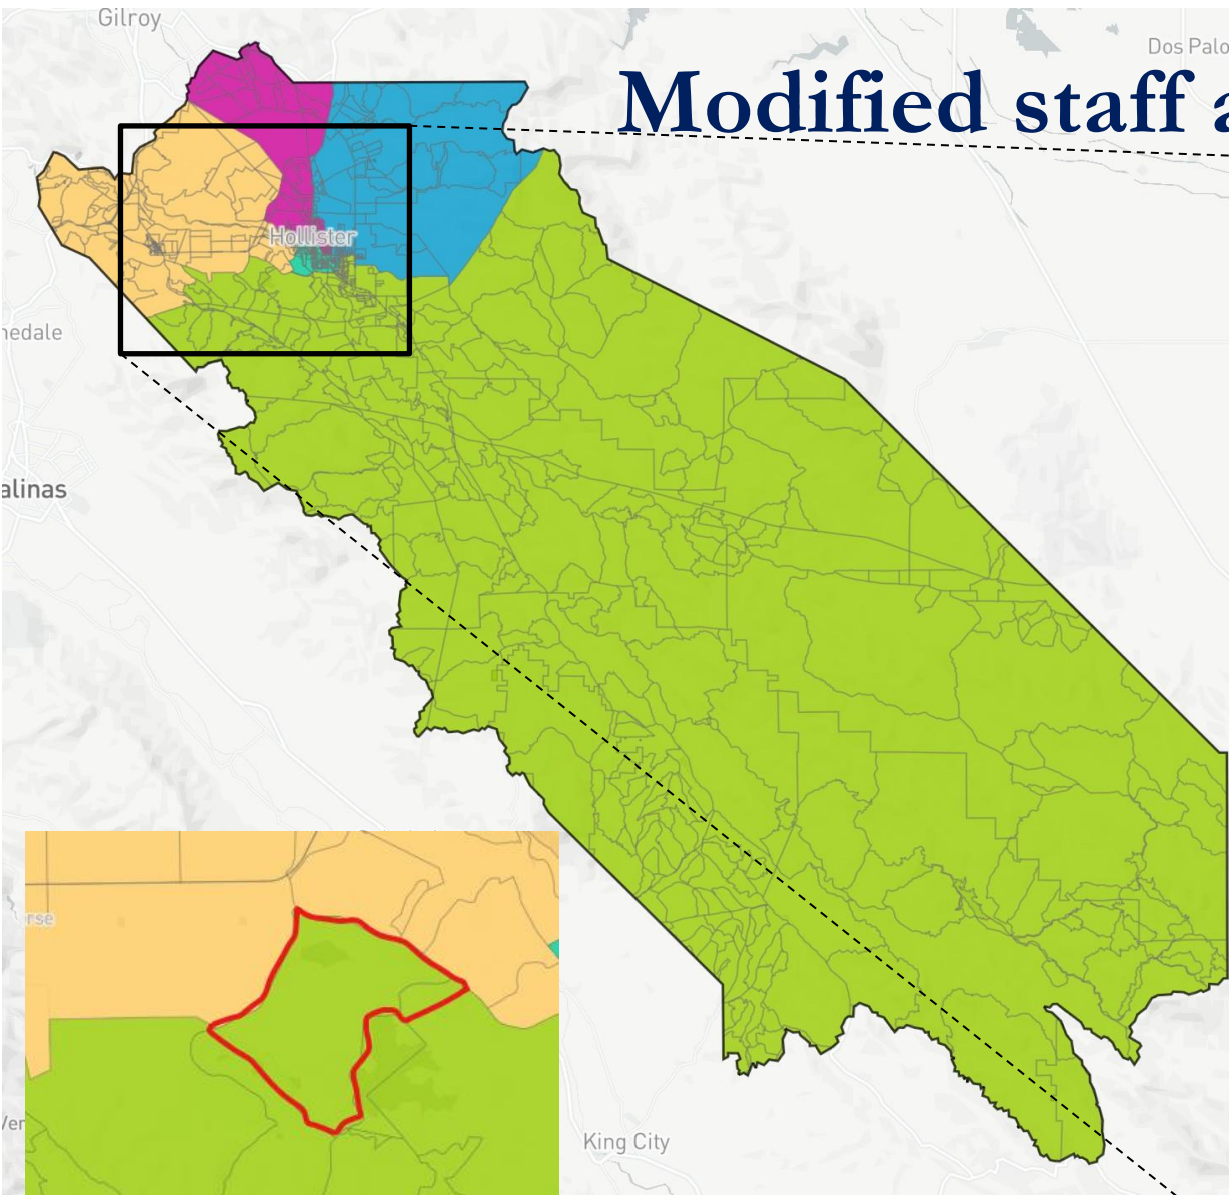 Gilroy
Dos Palo
Modified staff a
Hollister
nedale
alinas
rse
Ver
King City